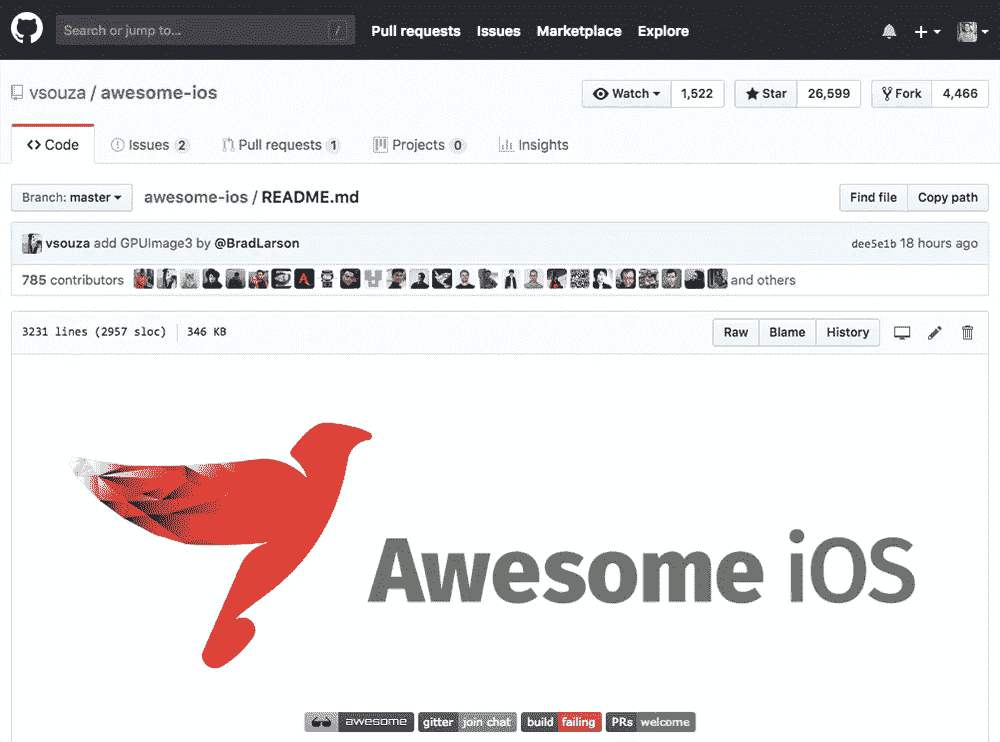 Search or jump to... / Pull requests Issues Marketplace Explore
vsouza / awesome-ios Watch 1,522 Star 26,599 Fork 4,466
<> Code Issues 2 Pull requests 1 Projects 0 Insights
Branch: master awesome-ios / README.md Find file Copy path
vsouza add GPUImage3 by @BradLarson dee5e1b 18 hours ago
785 contributors and others
3231 lines (2957 sloc) 346 KB Raw Blame History
Awesome iOS
awesome gitter join chat build failing PRs welcome